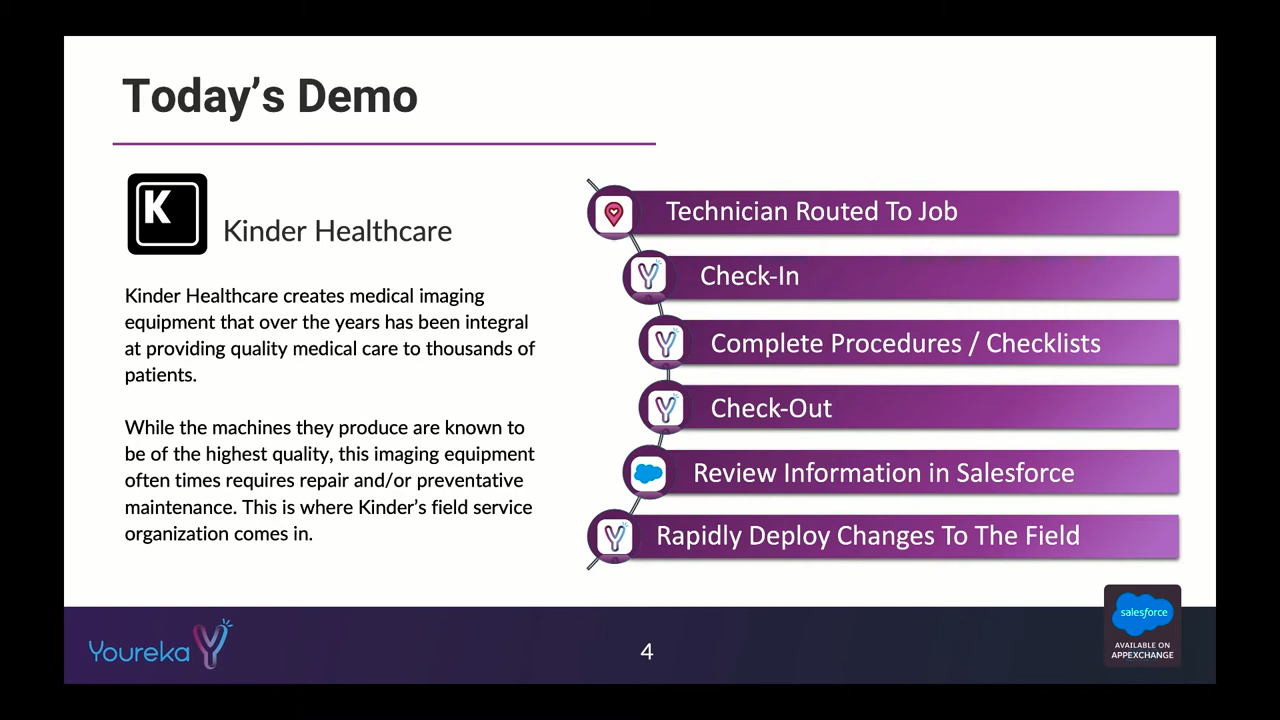 Today’s Demo
K
Kinder Healthcare
Kinder Healthcare creates medical imaging
equipment that over the years has been integral
at providing quality medical care to thousands of
patients.
While the machines they produce are known to
be of the highest quality, this imaging equipment
often times requires repair and/or preventative
maintenance. This is where Kinder’s field service
organization comes in.
Technician Routed To Job
Check-In
Complete Procedures / Checklists
Check-Out
Review Information in Salesforce
Rapidly Deploy Changes To The Field
Youreka
4
salesforce
AVAILABLE ON
APPEXCHANGE